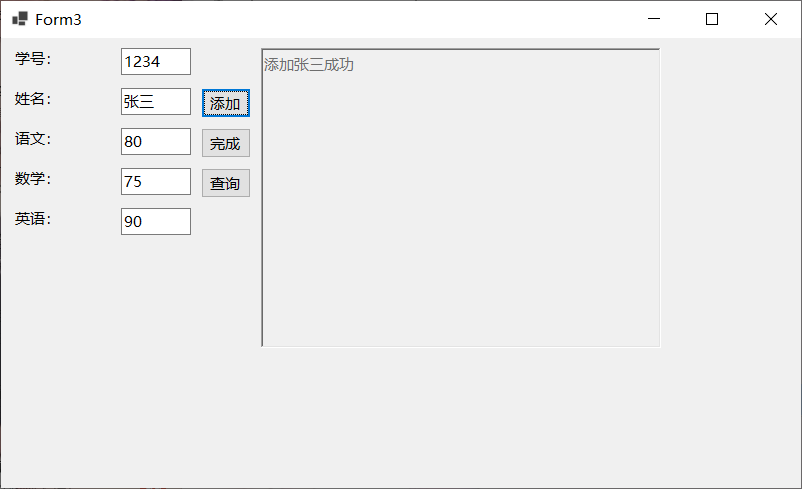 Form3
学号：
1234
添加张三成功
姓名：
张三
添加
语文：
80
完成
数学：
75
查询
英语：
90